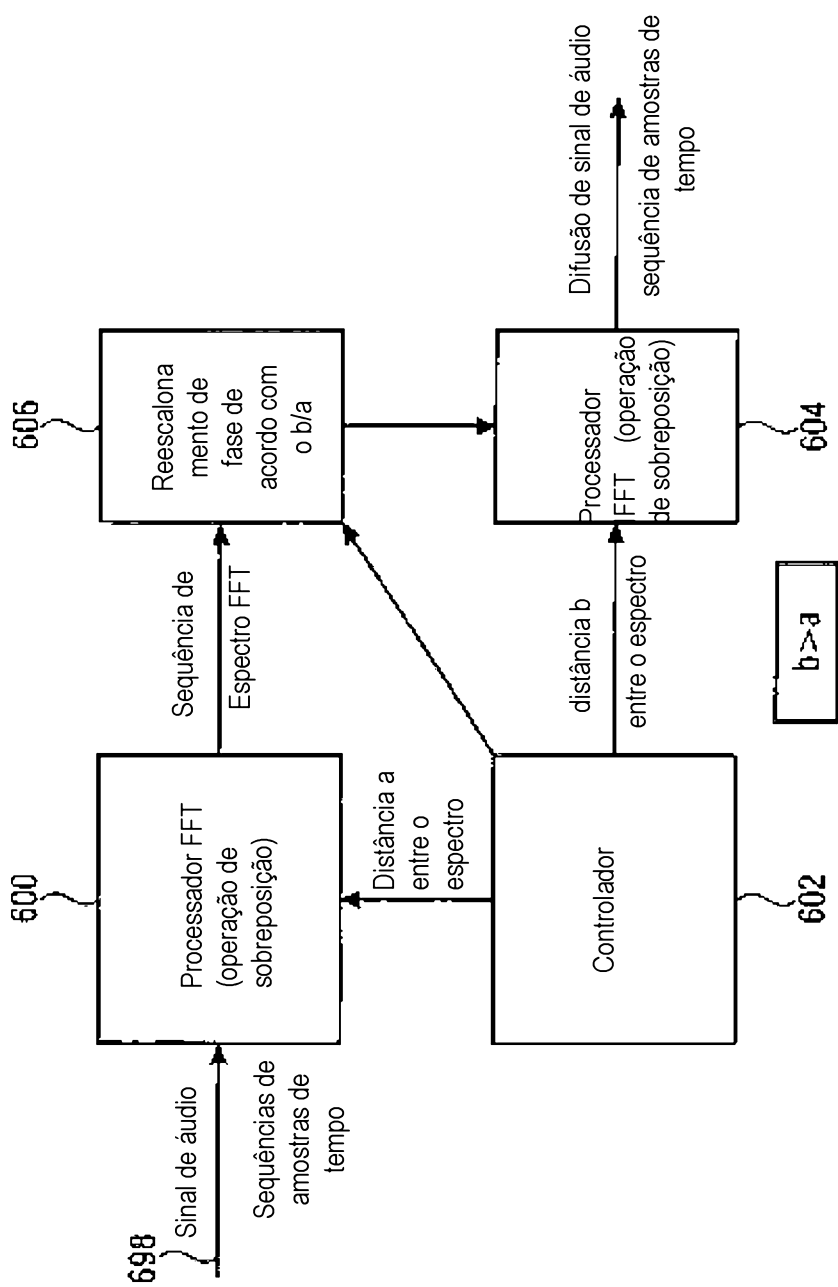 698
Sinal de áudio
Sequências de
amostras de
tempo
600
Processador FFT
(operação de
sobreposição)
Sequência de
Espectro FFT
606
Reescalona
mento de
fase de
acordo com
o b/a
Distância a
entre o
espectro
Controlador
602
distância b
entre o espectro
Processador
IFFT (operação
de sobreposição)
604
Difusão de sinal de áudio
sequência de amostras de
tempo
b>a